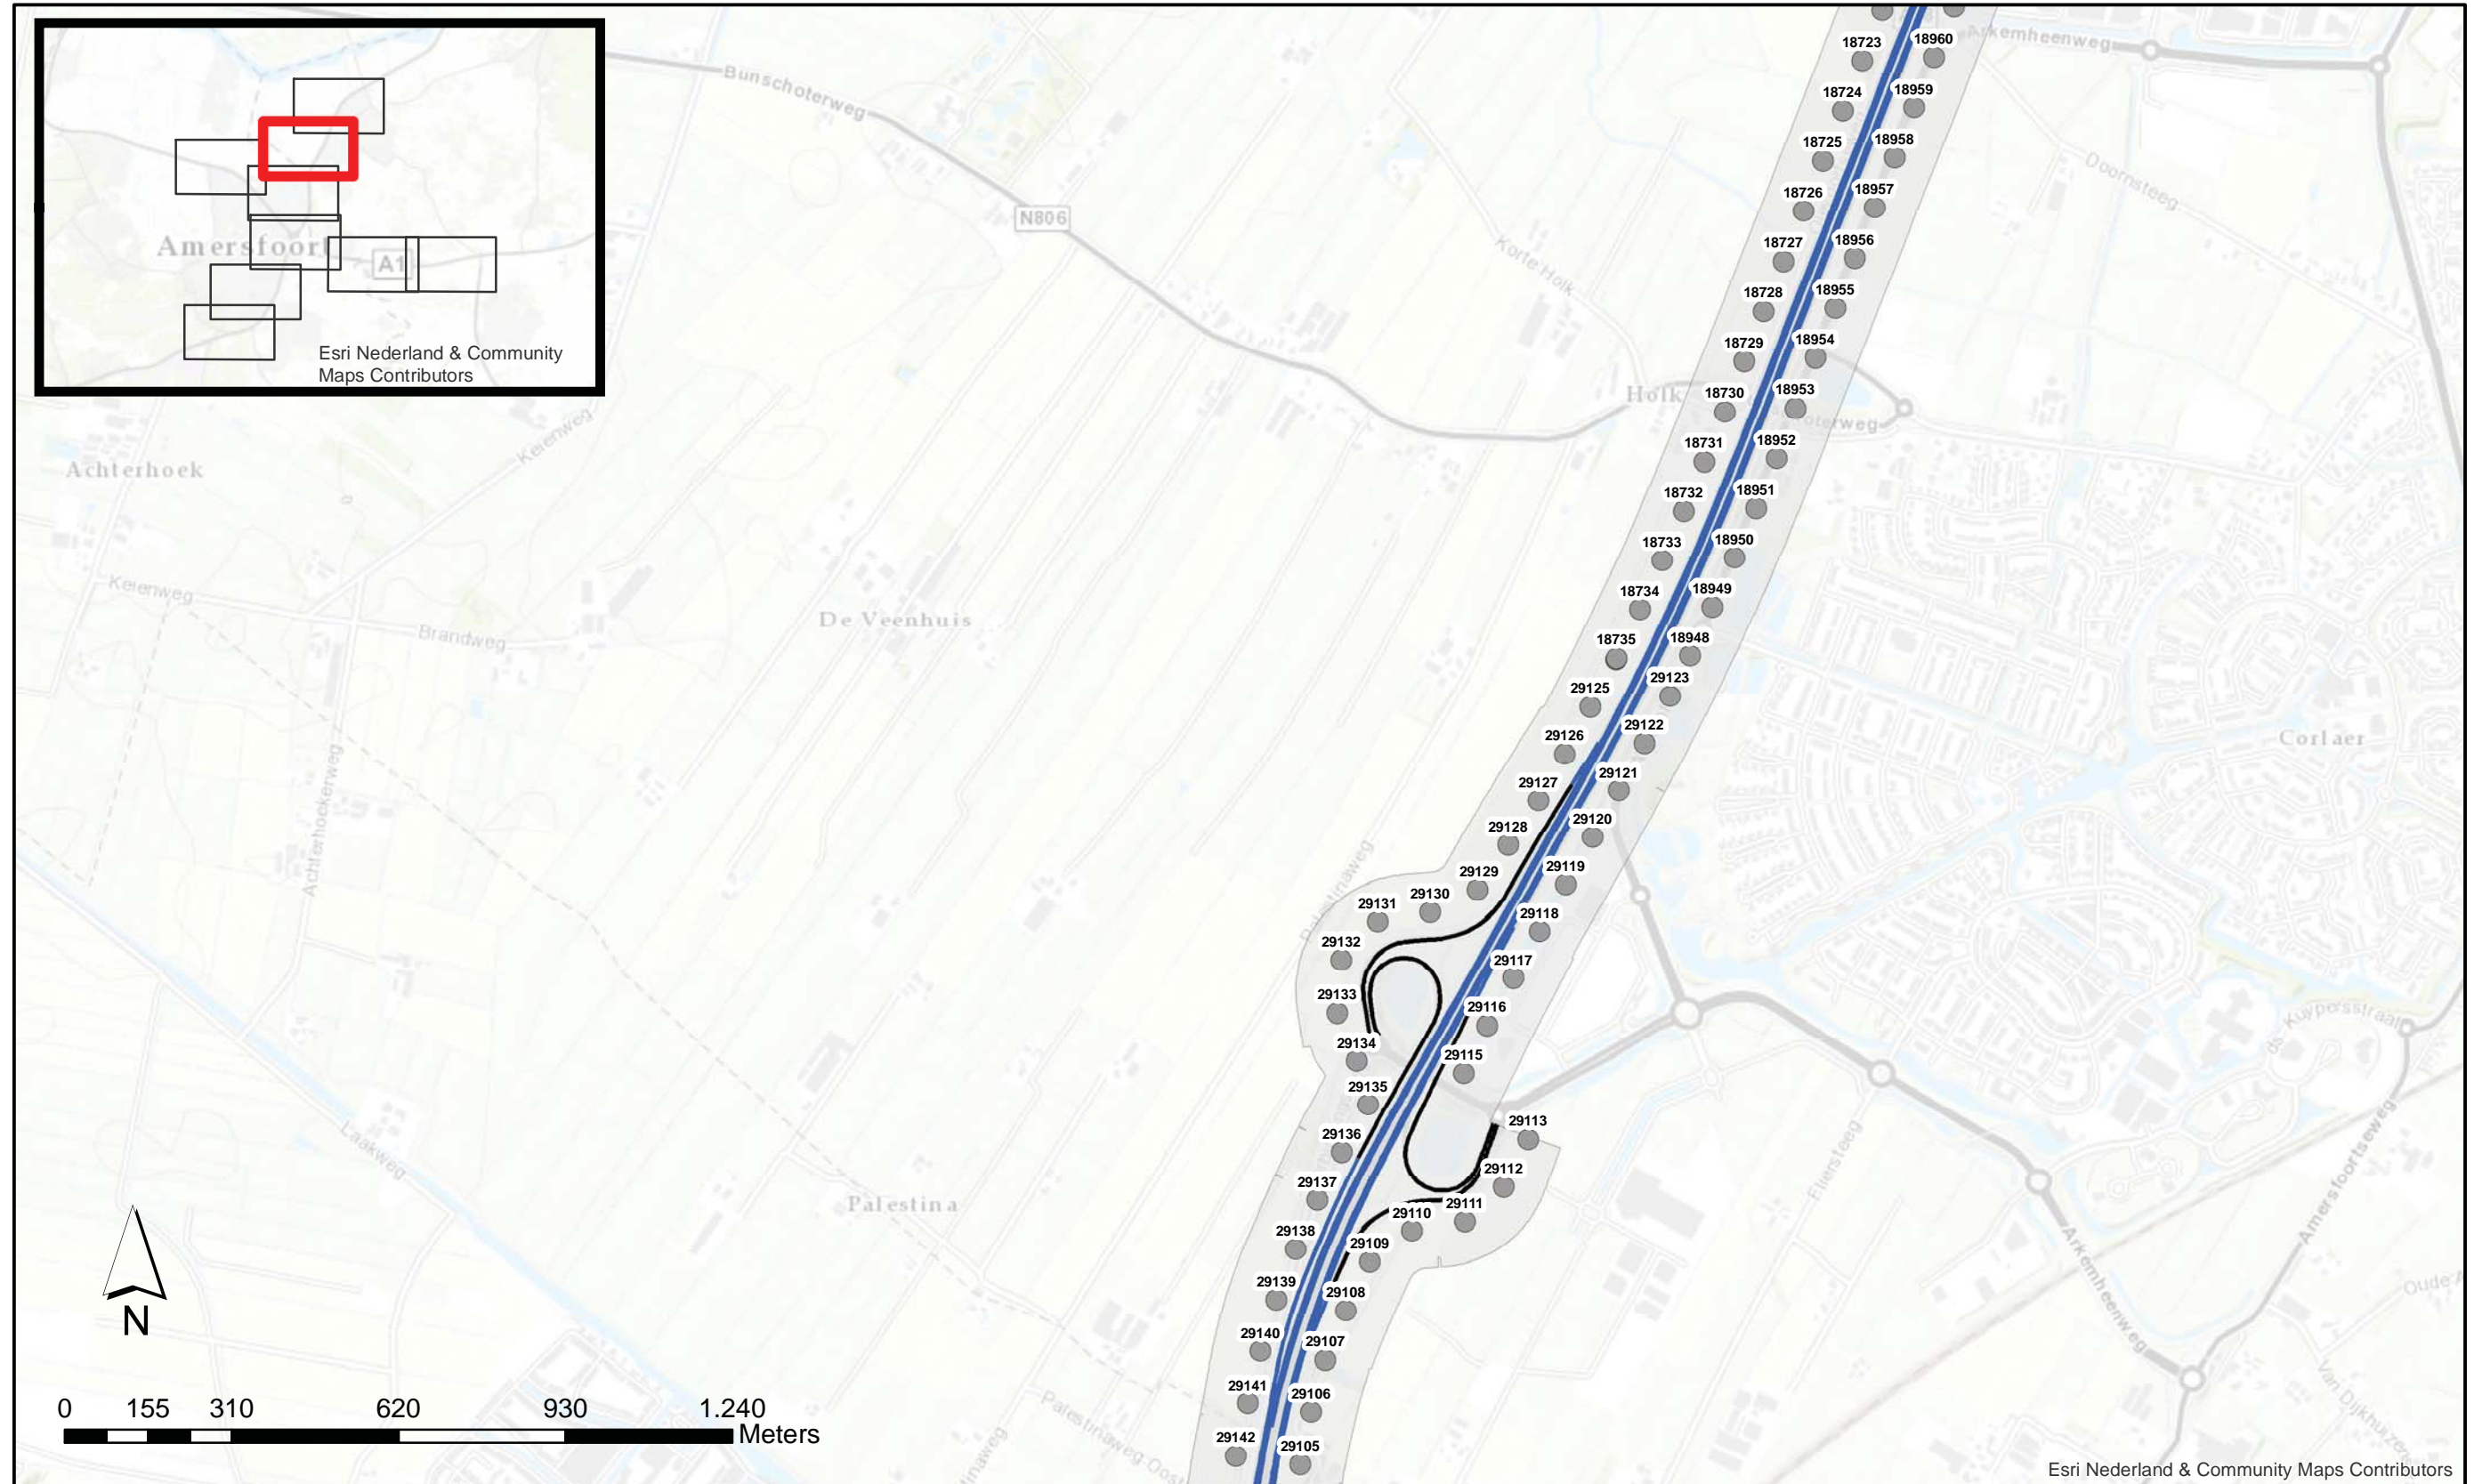 Amersfoort
A1
Esri Nederland & Community
Maps Contributors
Bunschoterweg
N806
Arkemheenweg
18723
18960
18724
18959
18725
18958
Doornsteeg
18726
18957
Korte Holk
18727
18956
18728
18955
18729
18954
Holk
18730
18953
18731
18952
Achterhoek
Keienweg
18732
18951
18733
18950
Keienweg
18734
18949
De Veenhuis
Brandweg
18735
18948
29125
29123
29126
29122
Corlaer
29127
29121
Achterhoekerweg
29128
29120
29129
29119
Palestinaweg
29131
29130
29118
29132
29117
29133
29116
ds Kuypersstraat
29134
29115
29135
29113
Laakweg
29136
29112
Fliersteeg
Amersfoortseweg
29137
Palestina
29110
29111
29138
29109
Arkemheenweg
29139
29108
N
29140
29107
29141
29106
Palestinaweg Oost
29142
29105
Van Dijkhuizen
0 155 310 620 930 1.240
Meters
Esri Nederland & Community Maps Contributors